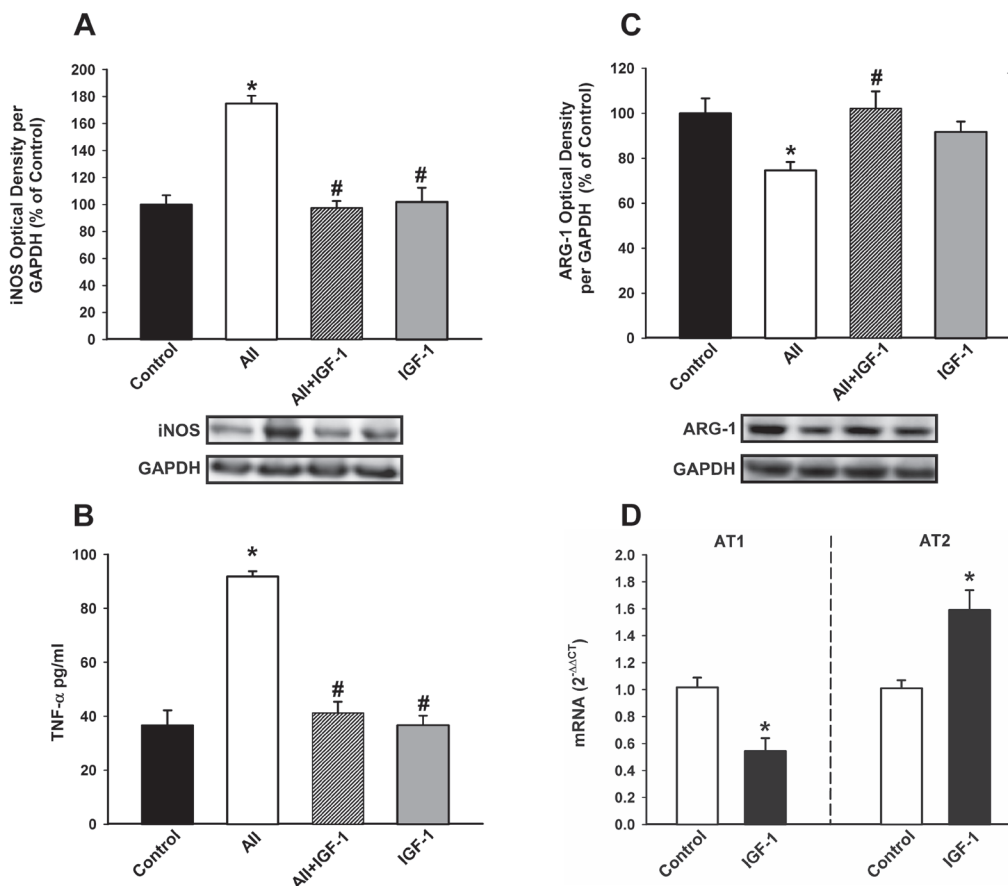 A
iNOS Optical Density per
GAPDH (% of Control)
200
180
160
140
120
100
80
60
40
20
0
*
#
#
Control
AII
AII+IGF-1
IGF-1
iNOS
GAPDH
C
ARG-1 Optical Density
per GAPDH (% of Control)
120
100
80
60
40
20
0
*
#
Control
AII
AII+IGF-1
IGF-1
ARG-1
GAPDH
B
TNF-α pg/ml
100
80
60
40
20
0
*
#
#
Control
AII
AII+IGF-1
IGF-1
D
AT1
AT2
mRNA (2^-ΔΔCT)
2.0
1.8
1.6
1.4
1.2
1.0
0.8
0.6
0.4
0.2
0.0
*
*
Control
IGF-1
Control
IGF-1